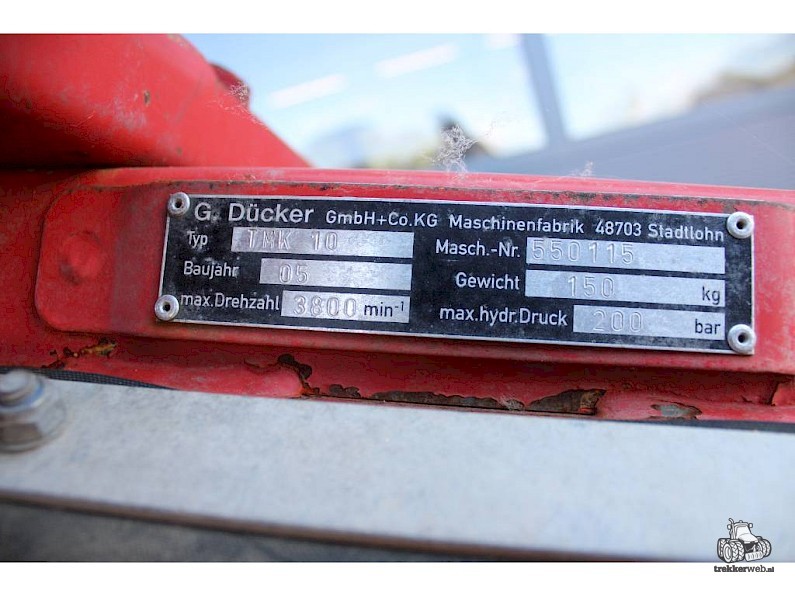 G. Dücker GmbH+Co.KG Maschinenfabrik 48703 Stadtlohn
Typ TMK 10 Masch.-Nr. 550115
Baujahr 05 Gewicht 150 kg
max.Drehzahl 3800 min⁻¹ max.hydr.Druck 200 bar
trekkerweb.nl